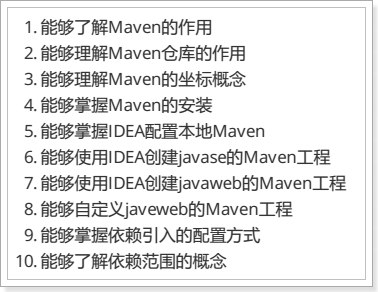 1. 能够了解Maven的作用
2. 能够理解Maven仓库的作用
3. 能够理解Maven的坐标概念
4. 能够掌握Maven的安装
5. 能够掌握IDEA配置本地Maven
6. 能够使用IDEA创建javase的Maven工程
7. 能够使用IDEA创建javaweb的Maven工程
8. 能够自定义javeweb的Maven工程
9. 能够掌握依赖引入的配置方式
10. 能够了解依赖范围的概念